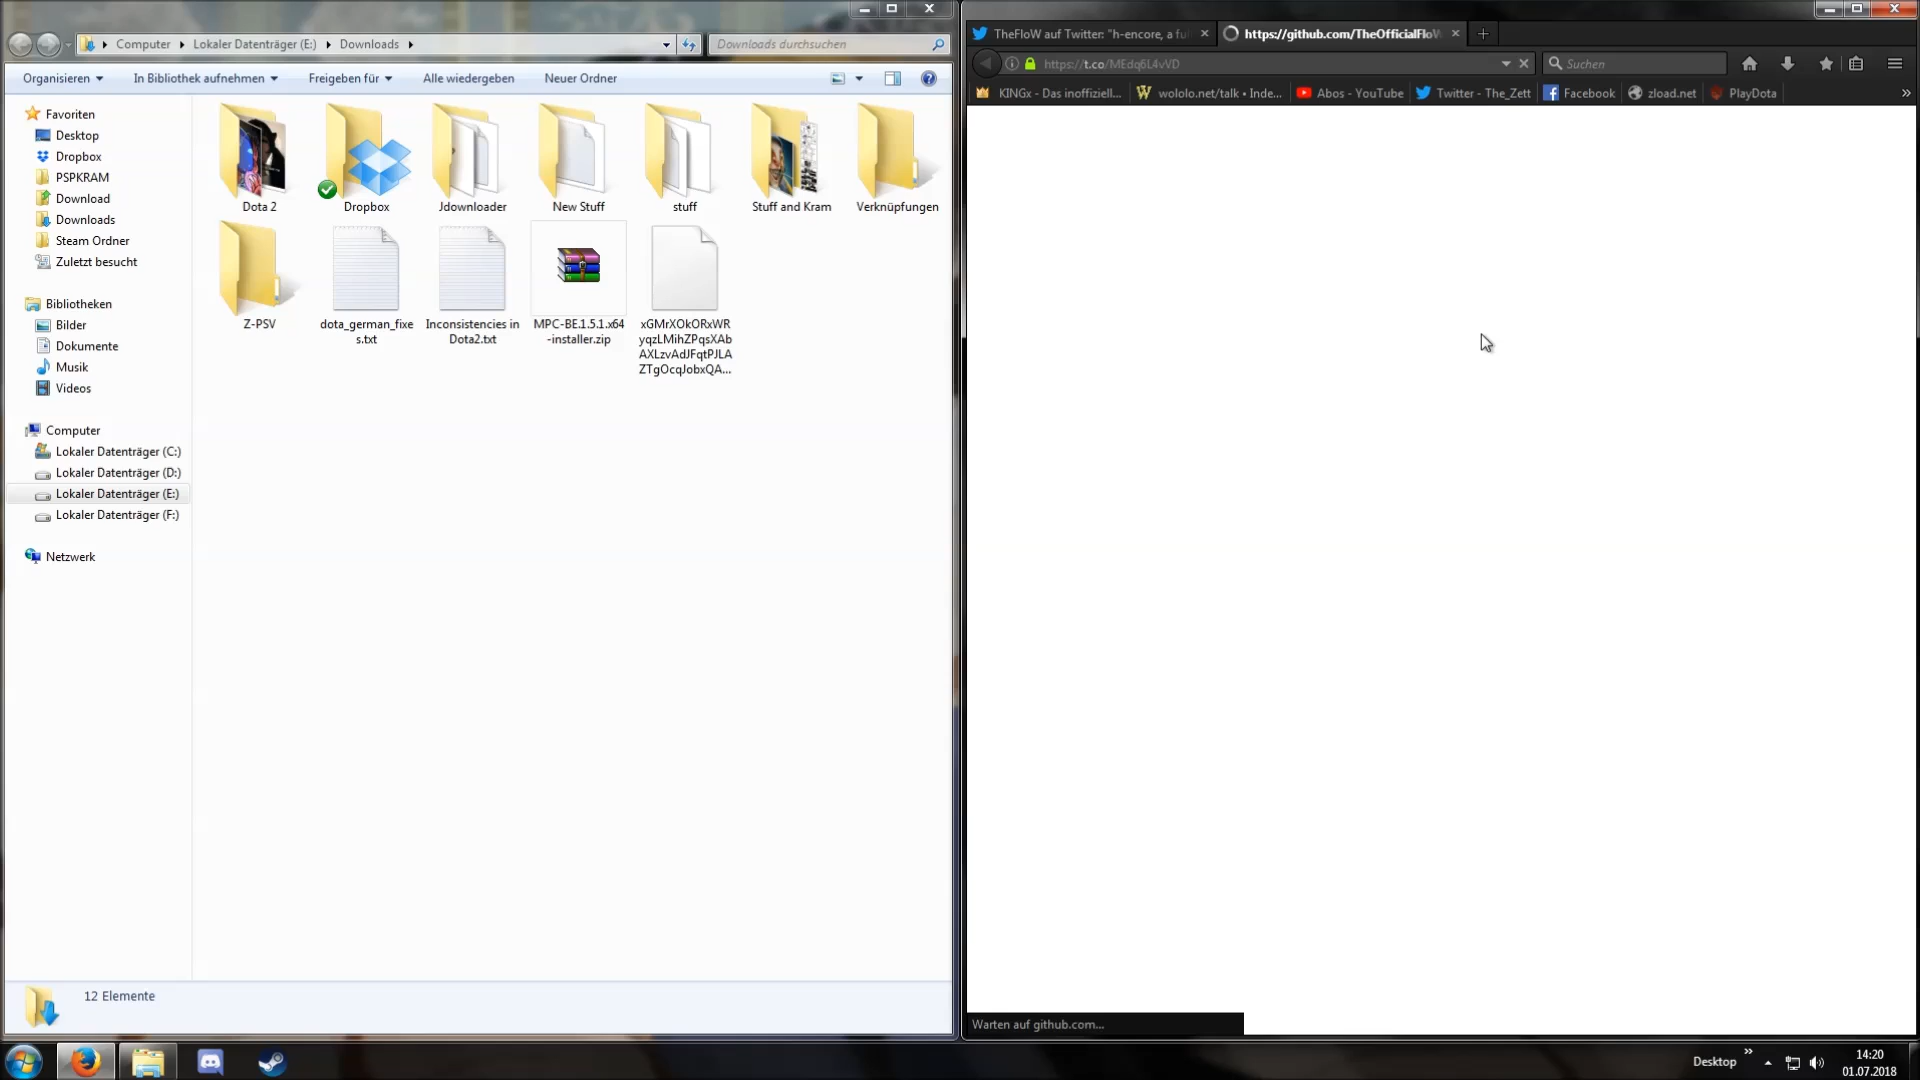 Computer
Lokaler Datenträger (E:)
Downloads
Downloads durchsuchen
Organisieren
In Bibliothek aufnehmen
Freigeben für
Alle wiedergeben
Neuer Ordner
Favoriten
Desktop
Dropbox
PSPKRAM
Download
Downloads
Steam Ordner
Zuletzt besucht
Bibliotheken
Bilder
Dokumente
Musik
Videos
Computer
Lokaler Datenträger (C:)
Lokaler Datenträger (D:)
Lokaler Datenträger (E:)
Lokaler Datenträger (F:)
Netzwerk
Dota 2
Dropbox
Jdownloader
New Stuff
stuff
Stuff and Kram
Verknüpfungen
Z-PSV
dota_german_fixe
s.txt
Inconsistencies in
Dota2.txt
MPC-BE.1.5.1.x64
-installer.zip
xGMrXOkORxWR
yqzLMihZPqsXAb
AXLzvAdJFqtPJLA
ZTgOcqJobxQA...
12 Elemente
TheFloW auf Twitter: "h-encore, a fu
https://github.com/TheOfficialFloW
https://t.co/MEdq6L4vVD
Suchen
KINGx - Das inoffiziell...
wololo.net/talk • Inde...
Abos - YouTube
Twitter - The_Zett
Facebook
zload.net
PlayDota
Warten auf github.com...
Desktop
14:20
01.07.2018